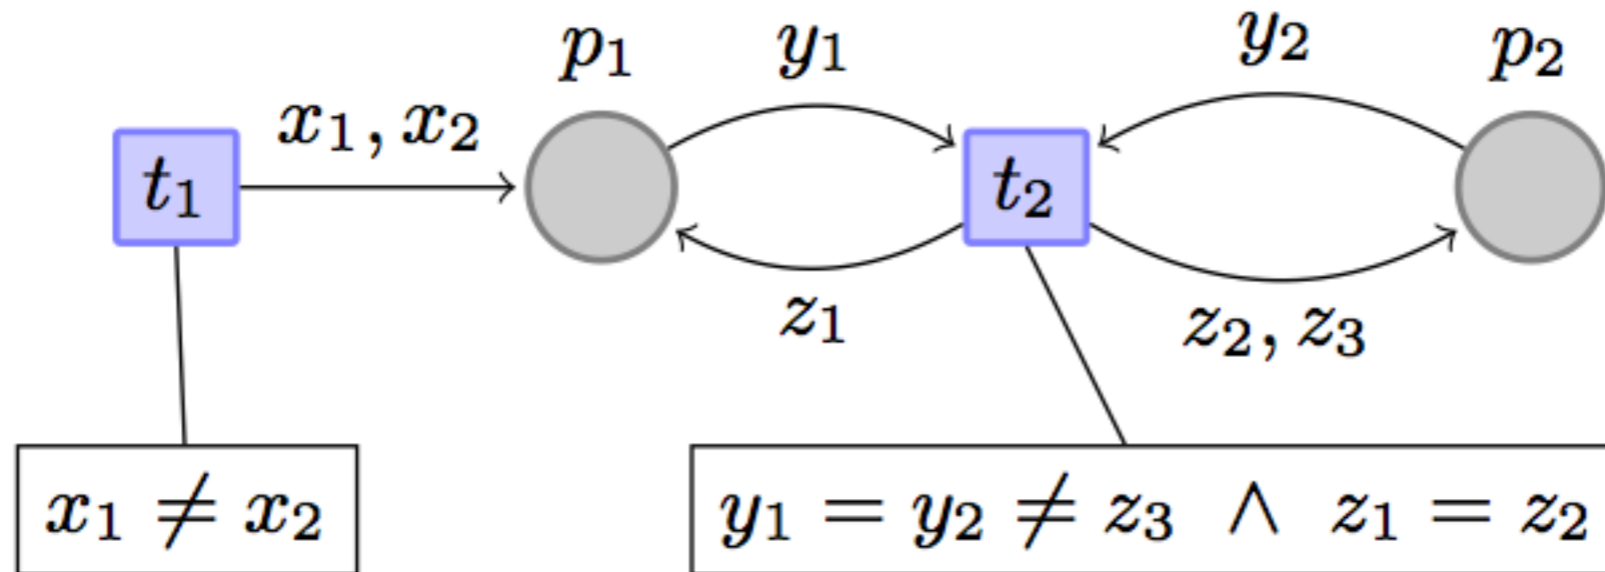 p₁ y₁ y₂ p₂
x₁, x₂
t₁ t₂
z₁ z₂, z₃
x₁ ≠ x₂ y₁ = y₂ ≠ z₃ ∧ z₁ = z₂